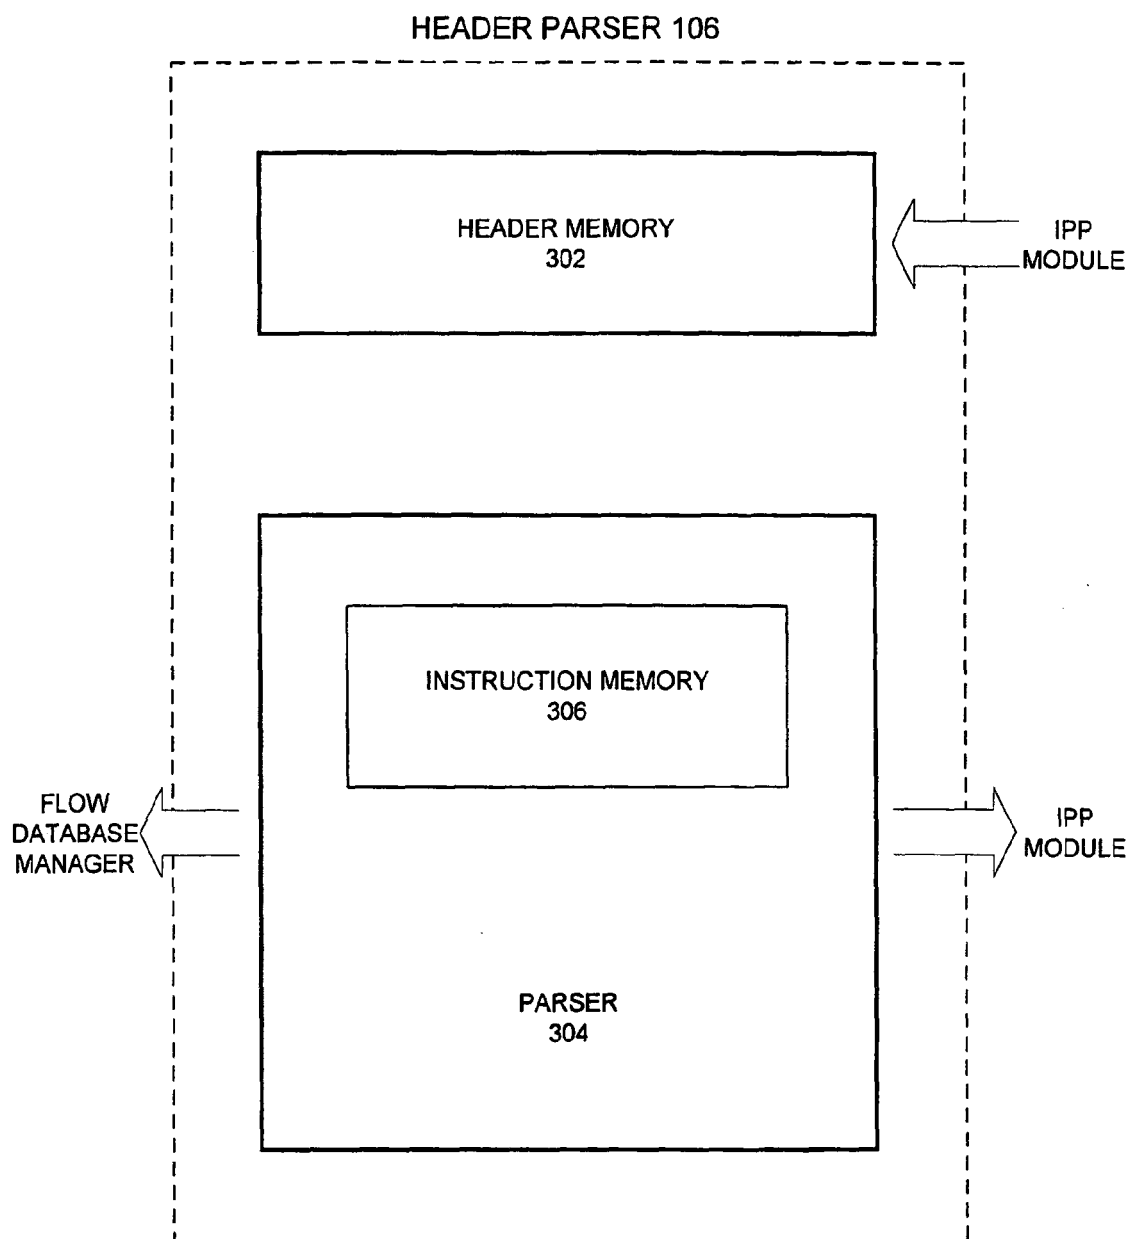 HEADER PARSER 106
HEADER MEMORY
302
IPP
MODULE
INSTRUCTION MEMORY
306
FLOW
DATABASE
MANAGER
IPP
MODULE
PARSER
304